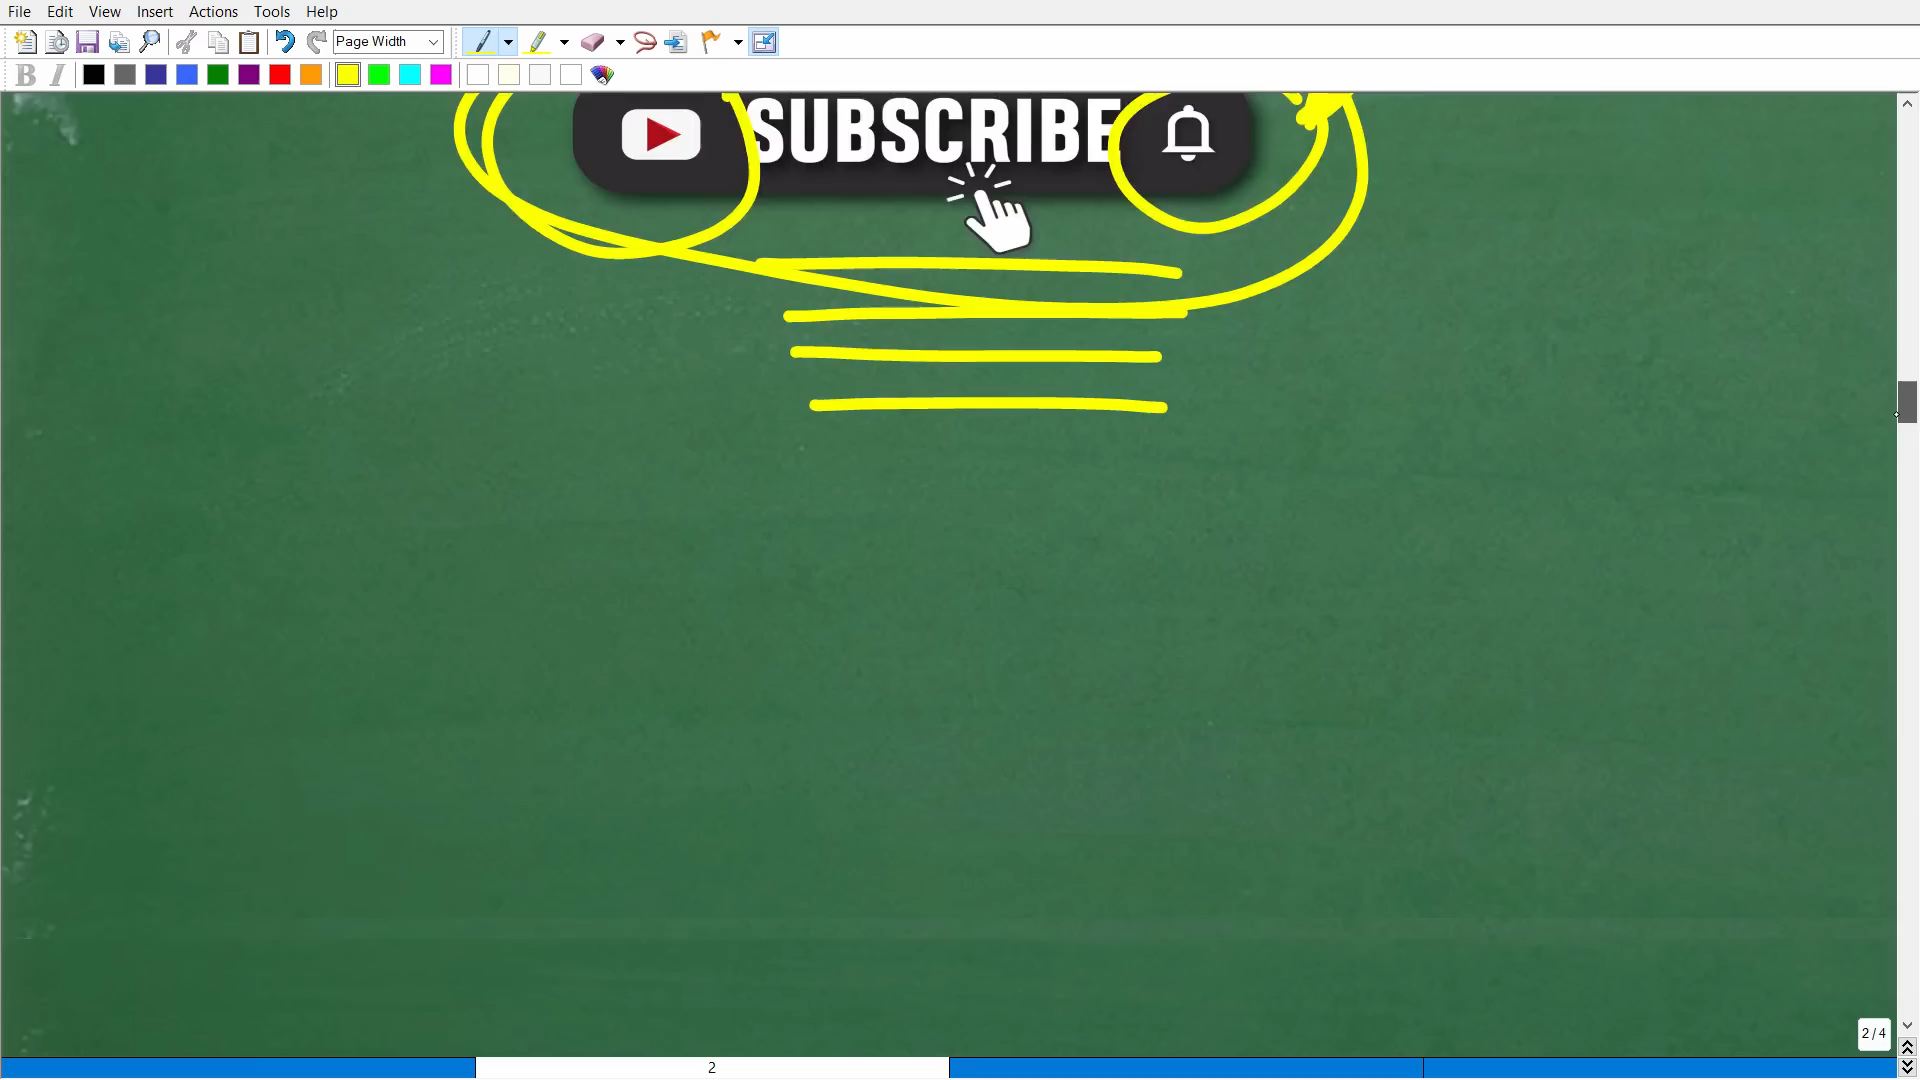 File Edit View Insert Actions Tools Help
Page Width
B I
SUBSCRIBE
2 / 4
2